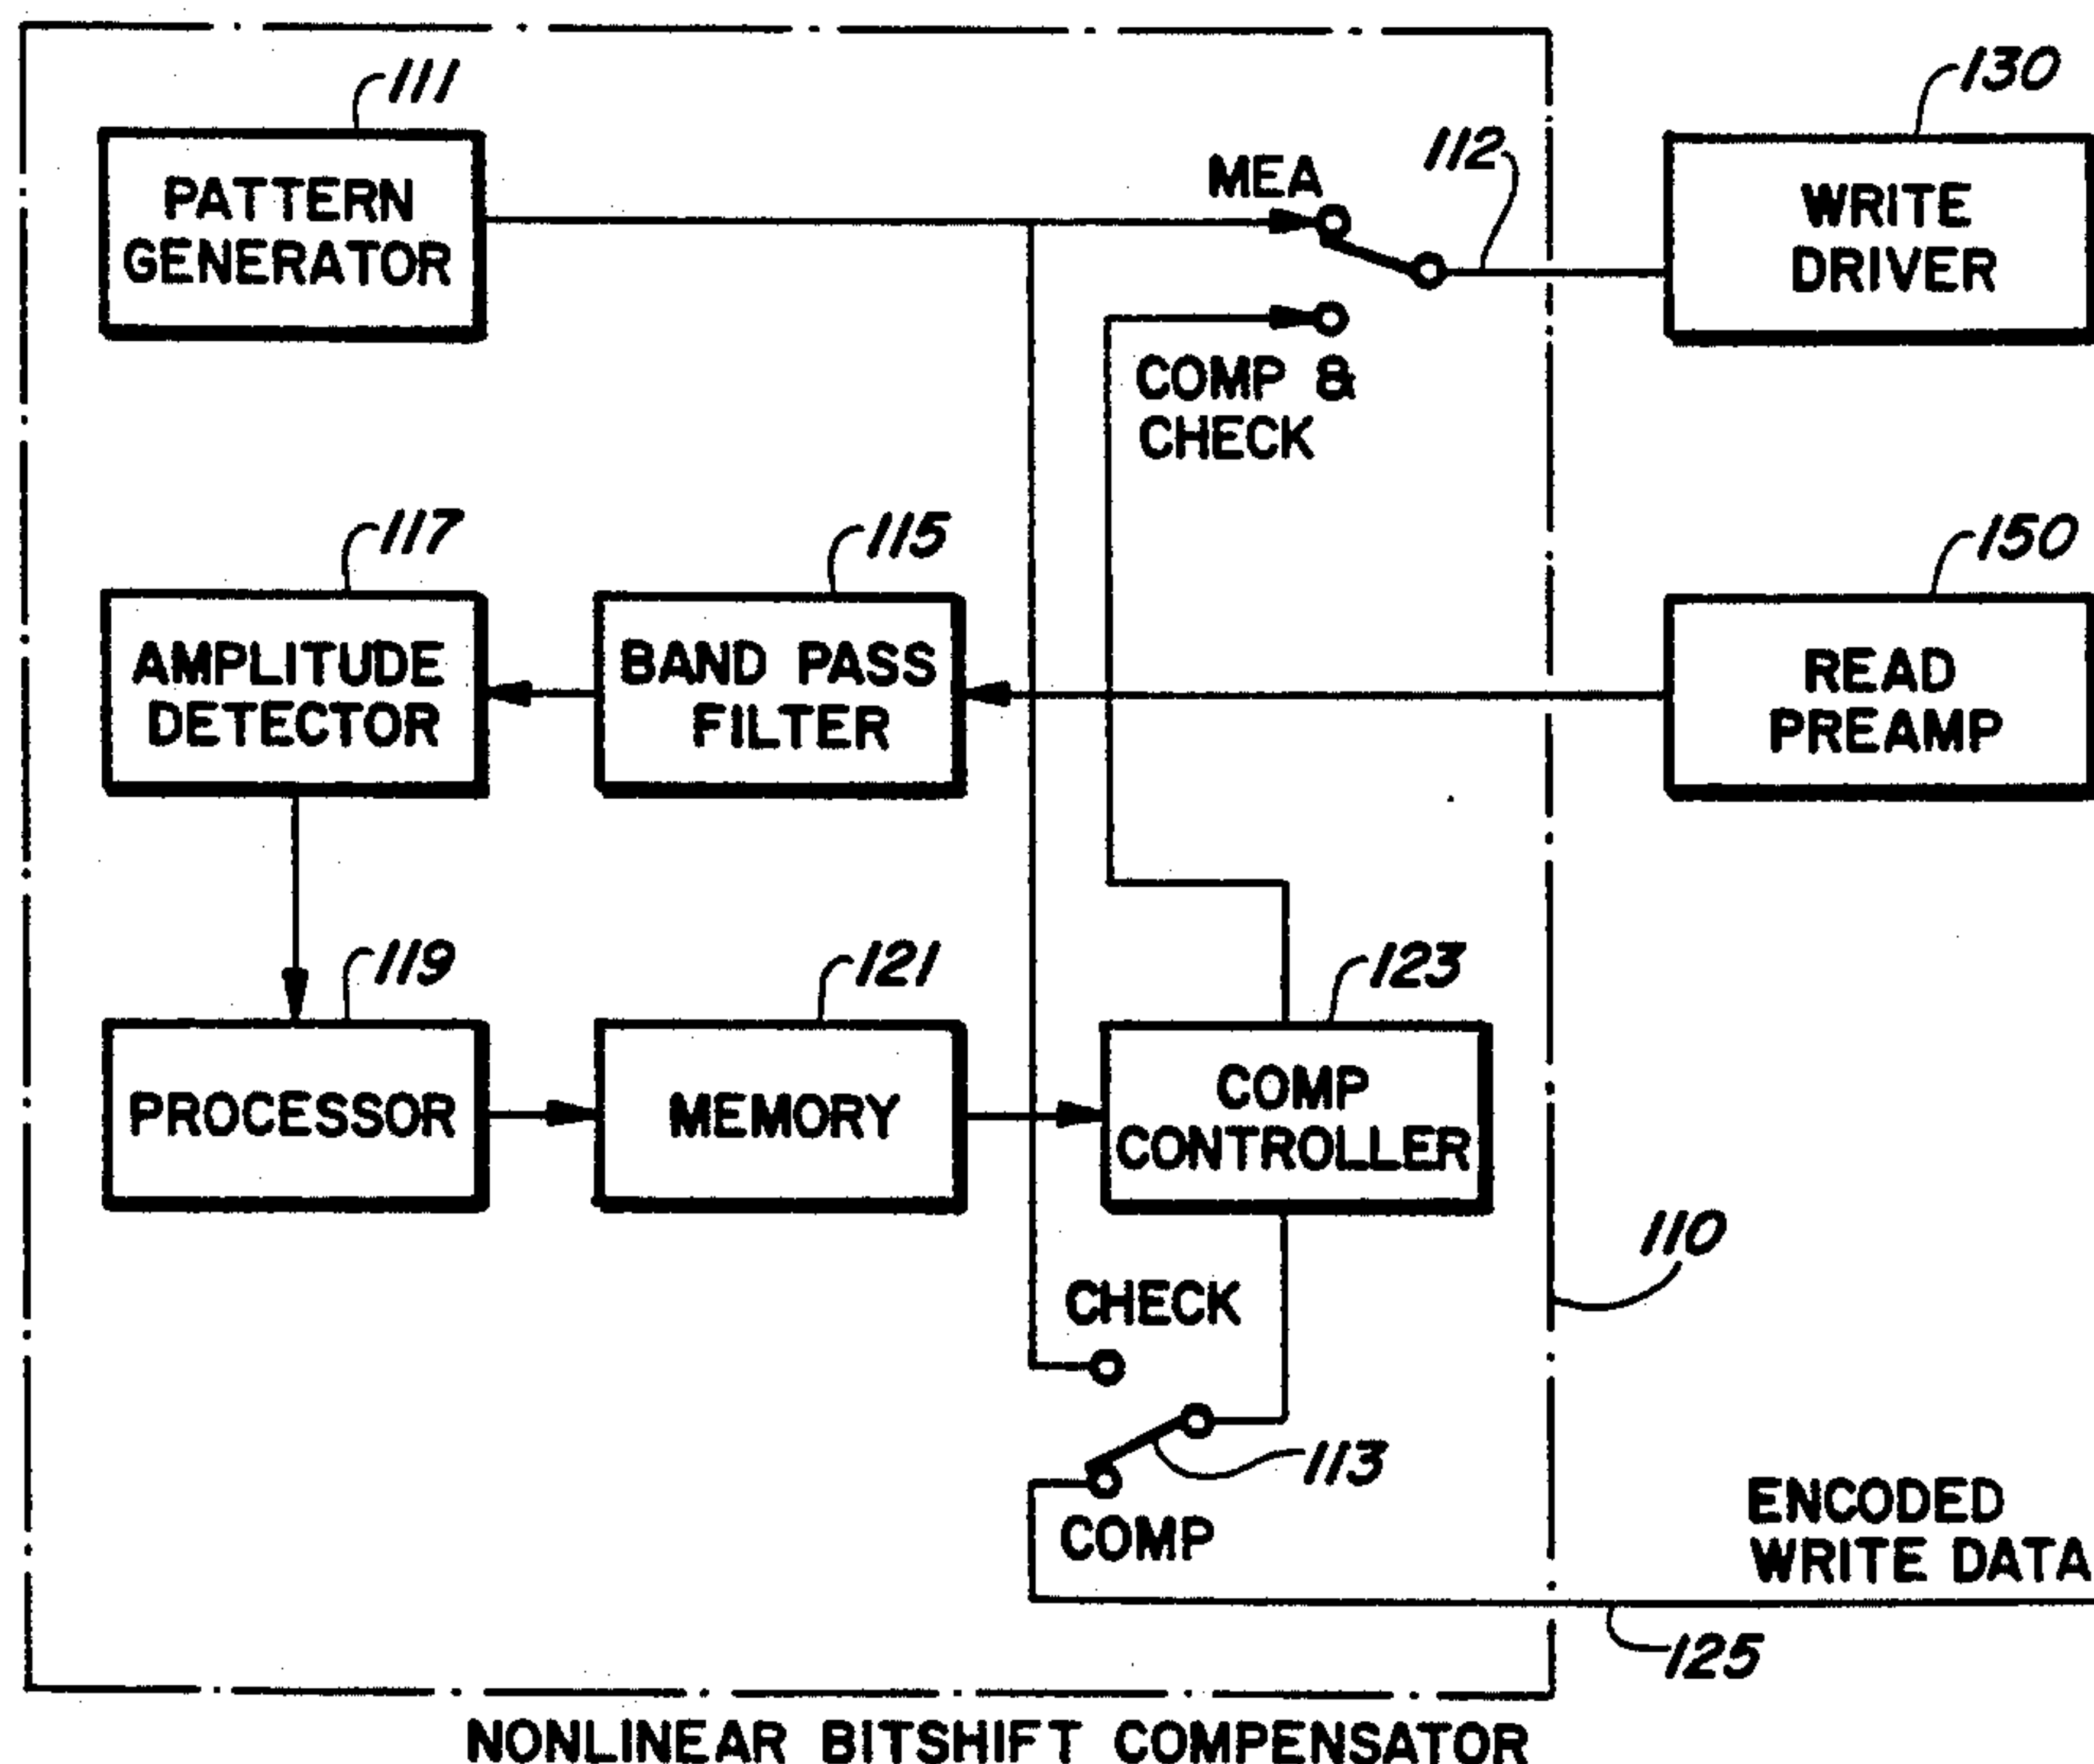 111
130
PATTERN
GENERATOR
MEA
112
WRITE
DRIVER
COMP &
CHECK
117
115
150
AMPLITUDE
DETECTOR
BAND PASS
FILTER
READ
PREAMP
119
121
123
PROCESSOR
MEMORY
COMP
CONTROLLER
110
CHECK
113
COMP
ENCODED
WRITE DATA
125
NONLINEAR BITSHIFT COMPENSATOR